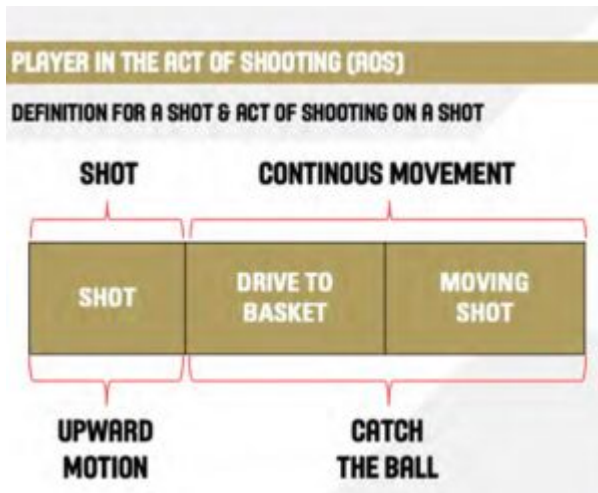 PLAYER IN THE ACT OF SHOOTING (AOS)
DEFINITION FOR A SHOT & ACT OF SHOOTING ON A SHOT
SHOT
CONTINOUS MOVEMENT
SHOT
DRIVE TO
BASKET
MOVING
SHOT
UPWARD
MOTION
CATCH
THE BALL